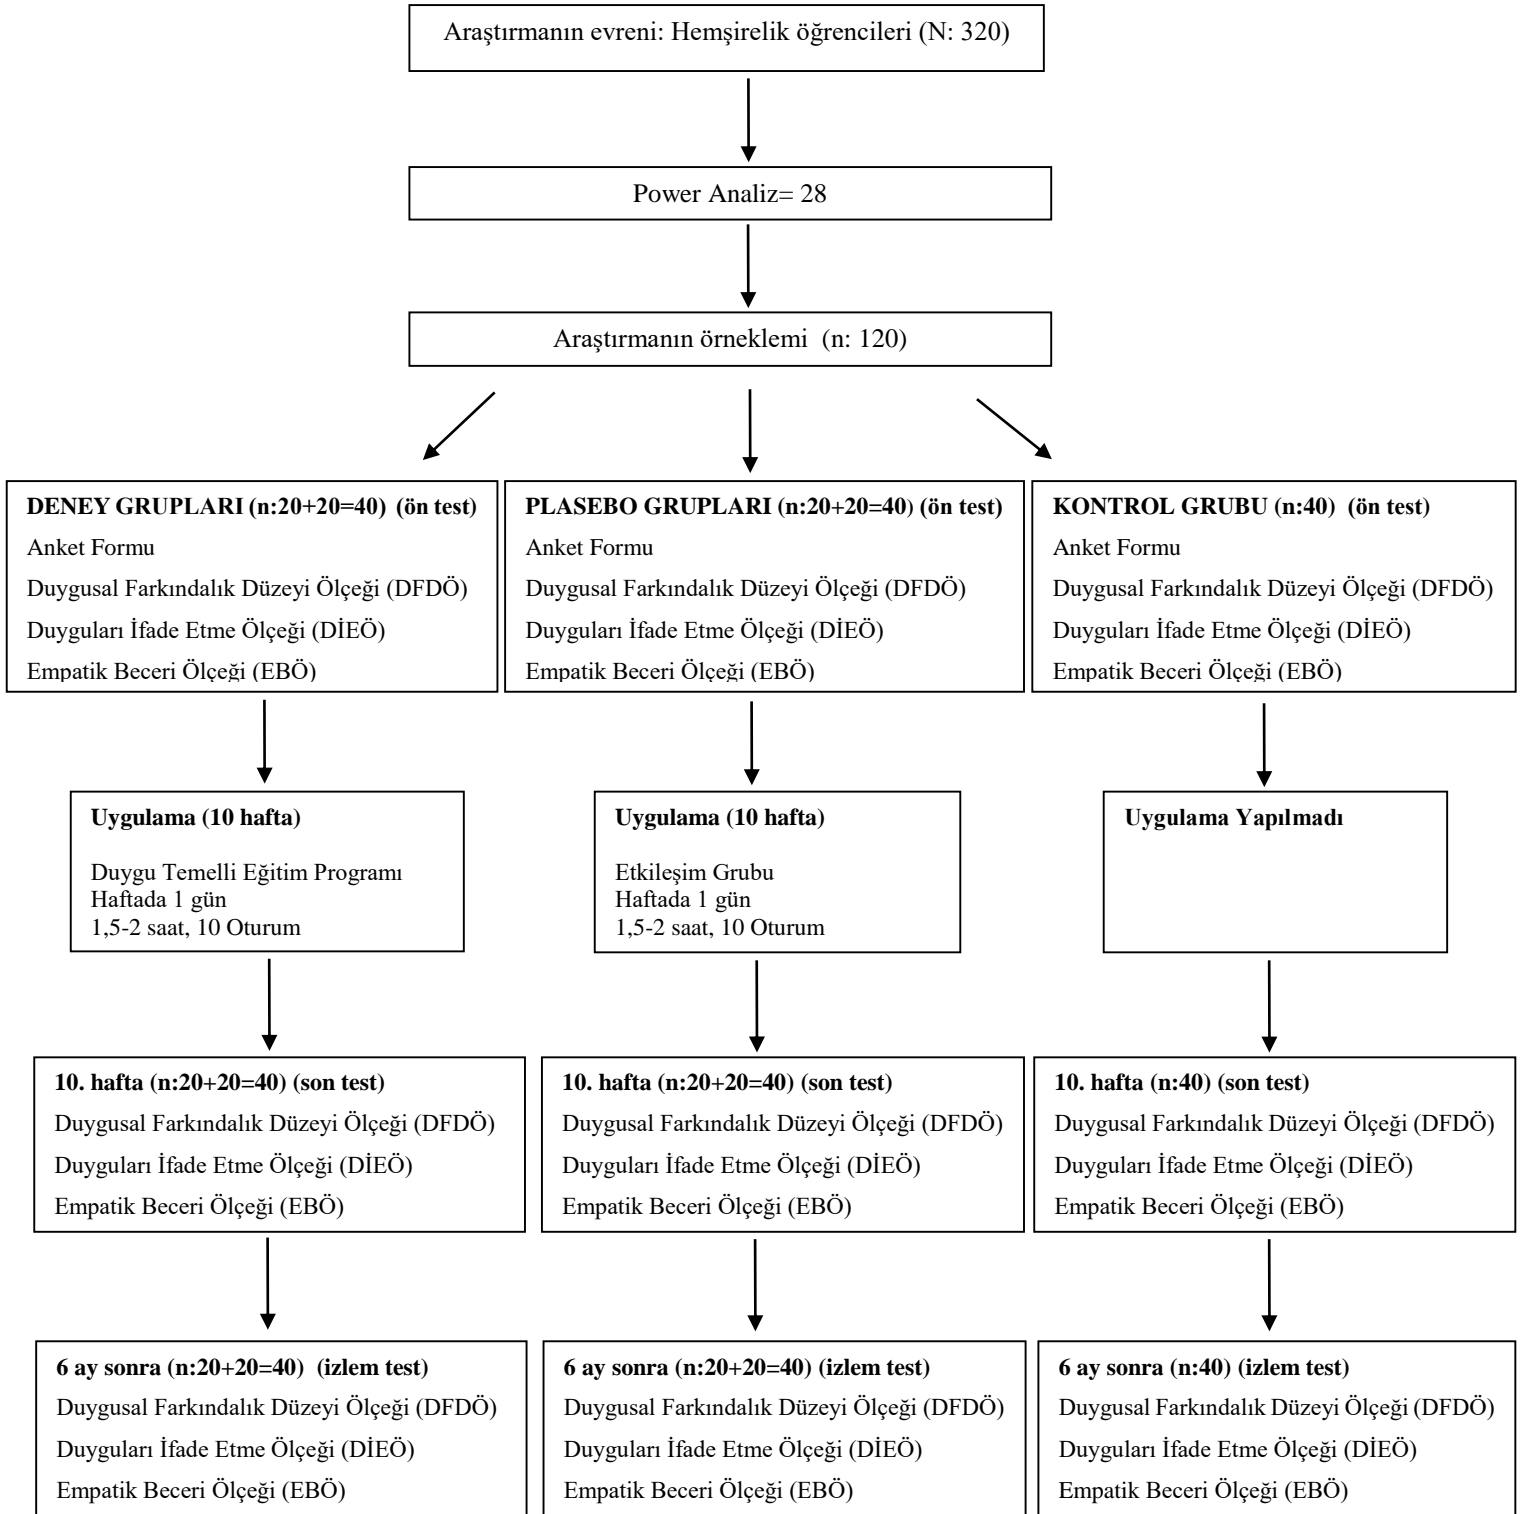 Araştırmanın evreni: Hemşirelik öğrencileri (N: 320)
Power Analiz= 28
Araştırmanın örneklemi (n: 120)
DENEY GRUPLARI (n:20+20=40) (ön test)
Anket Formu
Duygusal Farkındalık Düzeyi Ölçeği (DFDÖ)
Duyguları İfade Etme Ölçeği (DİEÖ)
Empatik Beceri Ölçeği (EBÖ)
PLASEBO GRUPLARI (n:20+20=40) (ön test)
Anket Formu
Duygusal Farkındalık Düzeyi Ölçeği (DFDÖ)
Duyguları İfade Etme Ölçeği (DİEÖ)
Empatik Beceri Ölçeği (EBÖ)
KONTROL GRUBU (n:40) (ön test)
Anket Formu
Duygusal Farkındalık Düzeyi Ölçeği (DFDÖ)
Duyguları İfade Etme Ölçeği (DİEÖ)
Empatik Beceri Ölçeği (EBÖ)
Uygulama (10 hafta)
Duygu Temelli Eğitim Programı
Haftada 1 gün
1,5-2 saat, 10 Oturum
Uygulama (10 hafta)
Etkileşim Grubu
Haftada 1 gün
1,5-2 saat, 10 Oturum
Uygulama Yapılmadı
10. hafta (n:20+20=40) (son test)
Duygusal Farkındalık Düzeyi Ölçeği (DFDÖ)
Duyguları İfade Etme Ölçeği (DİEÖ)
Empatik Beceri Ölçeği (EBÖ)
10. hafta (n:20+20=40) (son test)
Duygusal Farkındalık Düzeyi Ölçeği (DFDÖ)
Duyguları İfade Etme Ölçeği (DİEÖ)
Empatik Beceri Ölçeği (EBÖ)
10. hafta (n:40) (son test)
Duygusal Farkındalık Düzeyi Ölçeği (DFDÖ)
Duyguları İfade Etme Ölçeği (DİEÖ)
Empatik Beceri Ölçeği (EBÖ)
6 ay sonra (n:20+20=40) (izlem test)
Duygusal Farkındalık Düzeyi Ölçeği (DFDÖ)
Duyguları İfade Etme Ölçeği (DİEÖ)
Empatik Beceri Ölçeği (EBÖ)
6 ay sonra (n:20+20=40) (izlem test)
Duygusal Farkındalık Düzeyi Ölçeği (DFDÖ)
Duyguları İfade Etme Ölçeği (DİEÖ)
Empatik Beceri Ölçeği (EBÖ)
6 ay sonra (n:40) (izlem test)
Duygusal Farkındalık Düzeyi Ölçeği (DFDÖ)
Duyguları İfade Etme Ölçeği (DİEÖ)
Empatik Beceri Ölçeği (EBÖ)